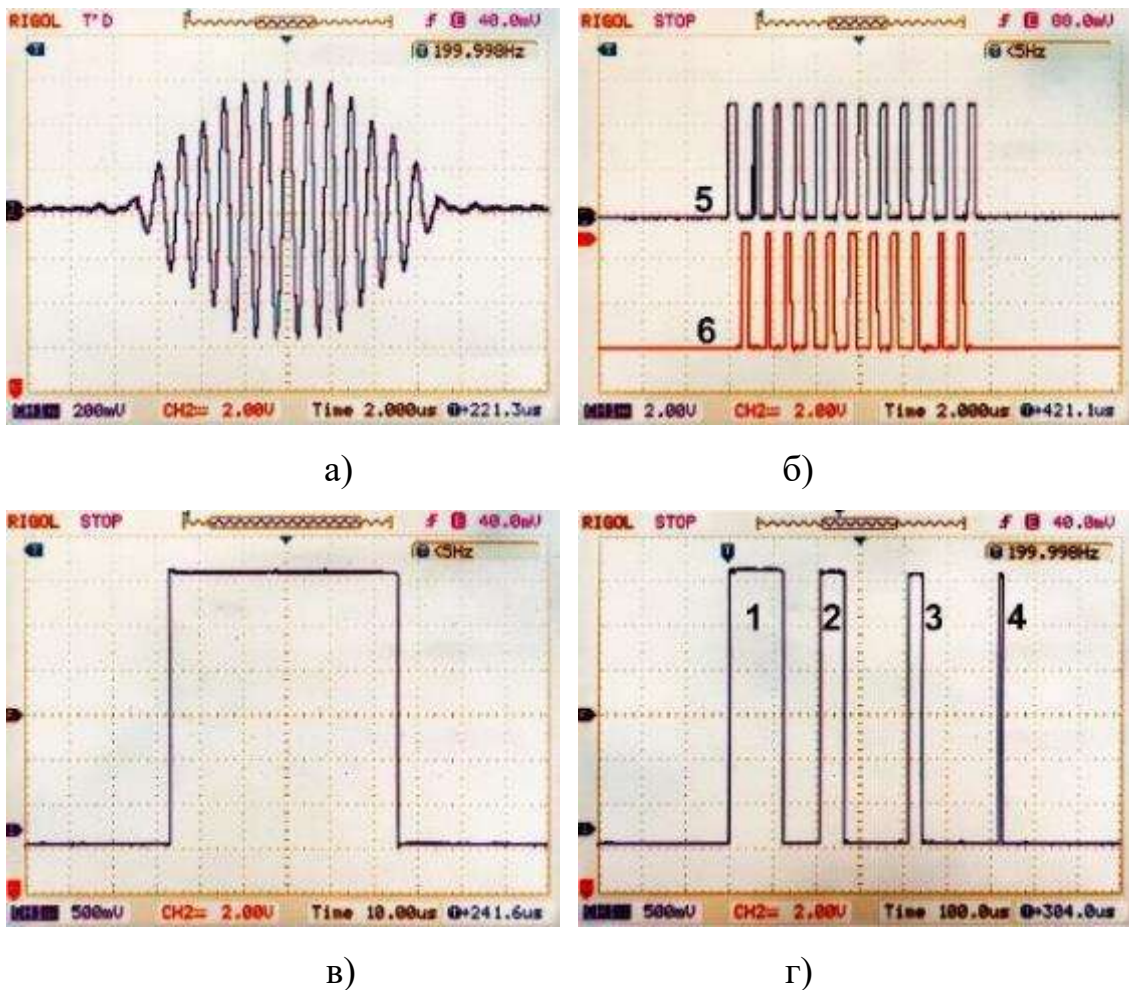 RIGOL T'D 40.0mV
199.998Hz
200mV CH2= 2.00V Time 2.000us 221.3us
а)
RIGOL STOP
<5Hz
5
6
2.00V CH2= 2.00V Time 2.000us 421.1us
б)
RIGOL STOP 40.0mV
<5Hz
500mV CH2= 2.00V Time 10.00us 241.6us
в)
RIGOL STOP 40.0mV
199.998Hz
1 2 3 4
500mV CH2= 2.00V Time 100.0us 304.0us
г)